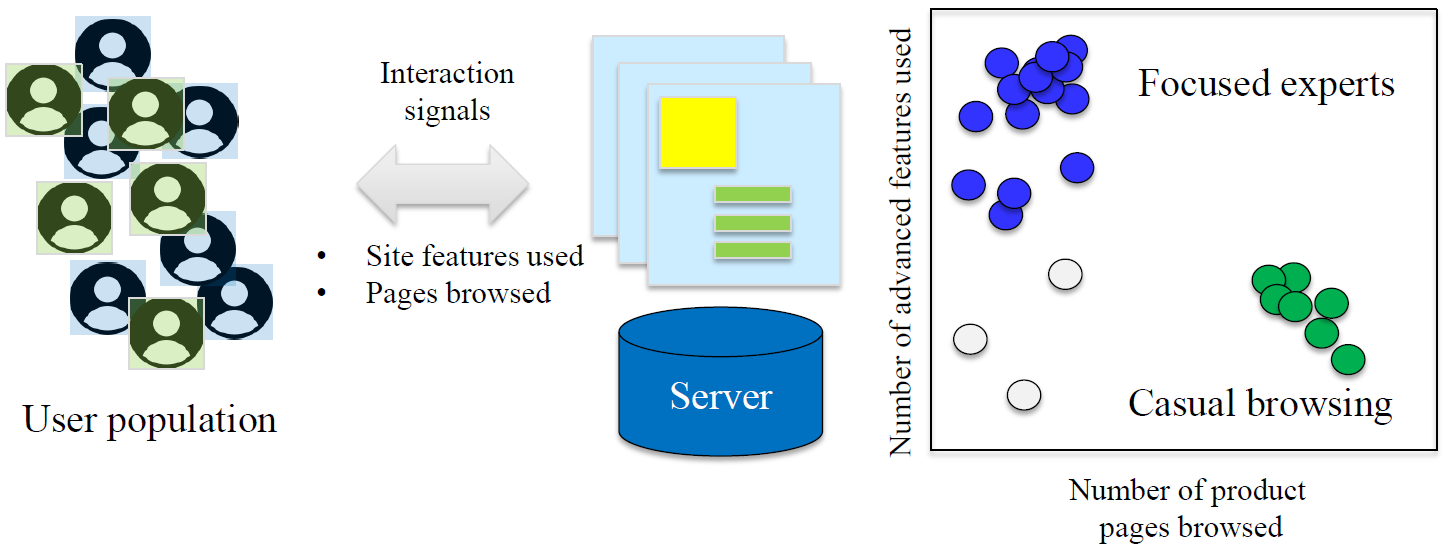 User population
Interaction
signals
• Site features used
• Pages browsed
Server
Number of advanced features used
Focused experts
Casual browsing
Number of product
pages browsed